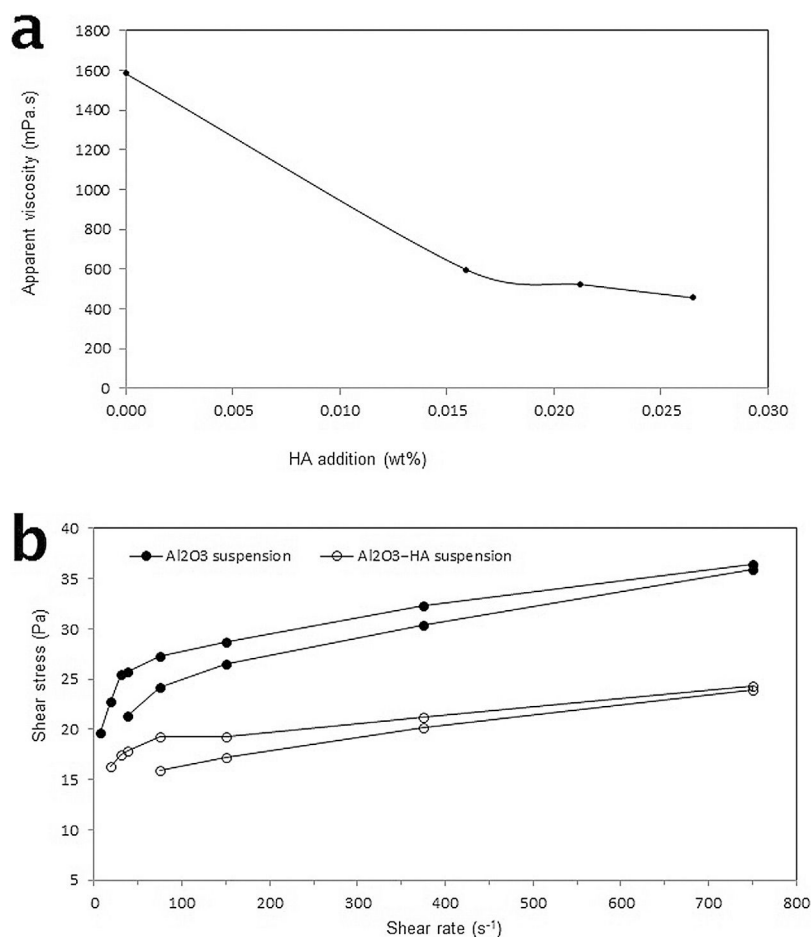 a
Apparent viscosity (mPa.s)
1800
1600
1400
1200
1000
800
600
400
200
0
0.000 0.005 0.010 0.015 0.020 0.025 0.030
HA addition (wt%)
b
Shear stress (Pa)
40
35
30
25
20
15
10
5
Al2O3 suspension Al2O3-HA suspension
0 100 200 300 400 500 600 700 800
Shear rate (s⁻¹)